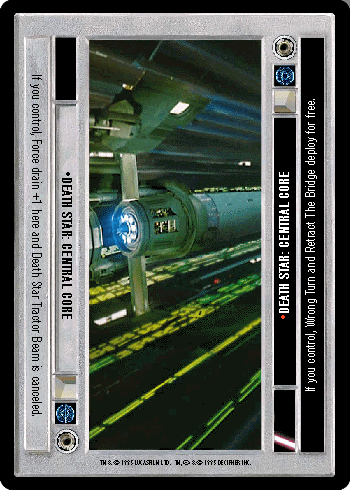 •DEATH STAR: CENTRAL CORE
If you control, Force drain +1 here and Death Star Tractor Beam is canceled.
•DEATH STAR: CENTRAL CORE
If you control, Wrong Turn and Retract The Bridge deploy for free.
TM & © 1995 LUCASFILM LTD. TM, © & © 1995 DECIPHER INC.